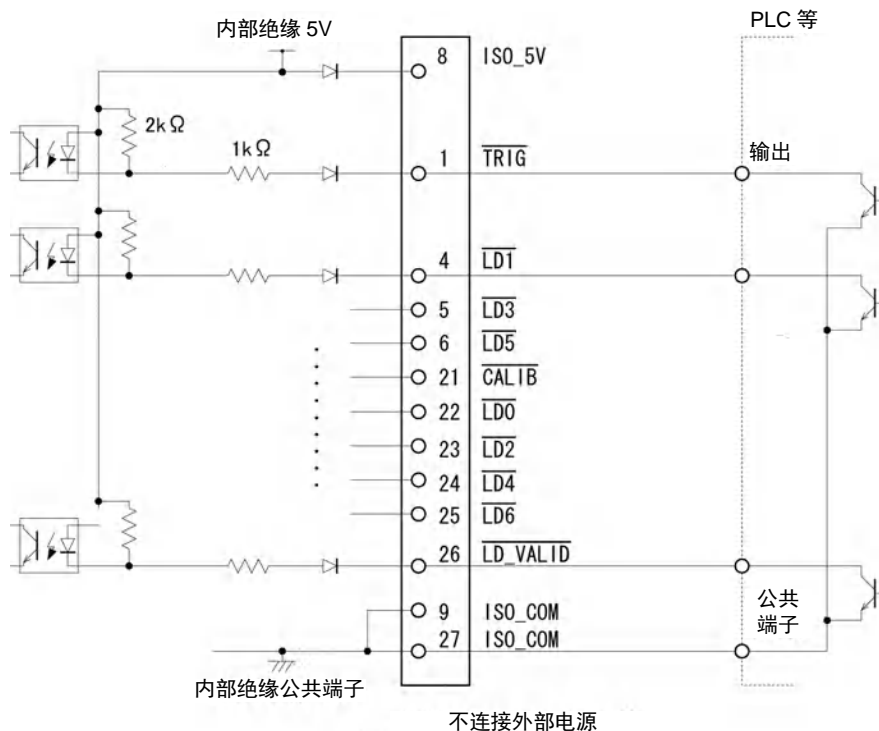 内部绝缘 5V
PLC 等
8 ISO_5V
2kΩ
1kΩ
1 TRIG
输出
4 LD1
5 LD3
6 LD5
21 CALIB
22 LD0
23 LD2
24 LD4
25 LD6
26 LD_VALID
9 ISO_COM
公共
端子
27 ISO_COM
内部绝缘公共端子
不连接外部电源